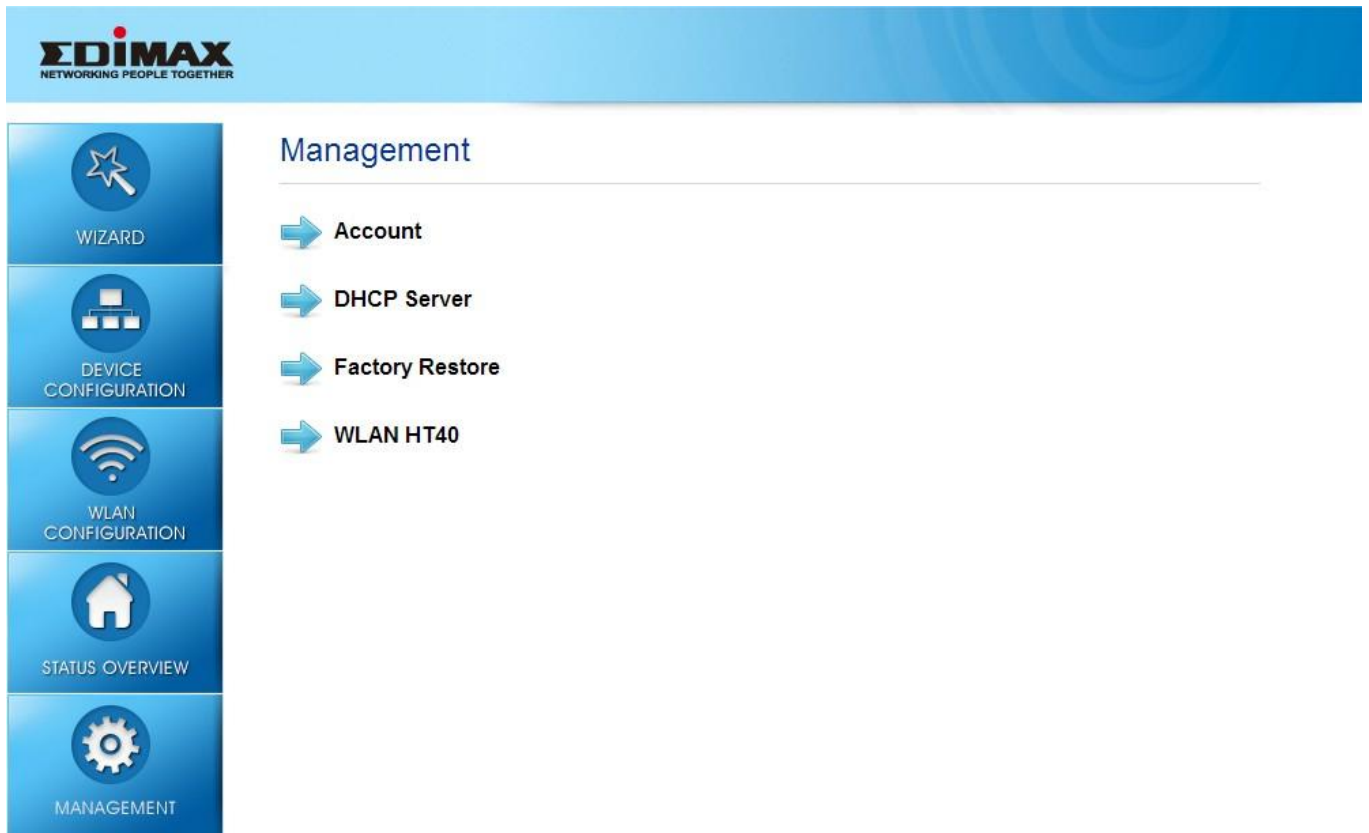 EDIMAX
NETWORKING PEOPLE TOGETHER
WIZARD
DEVICE
CONFIGURATION
WLAN
CONFIGURATION
STATUS OVERVIEW
MANAGEMENT
Management
Account
DHCP Server
Factory Restore
WLAN HT40